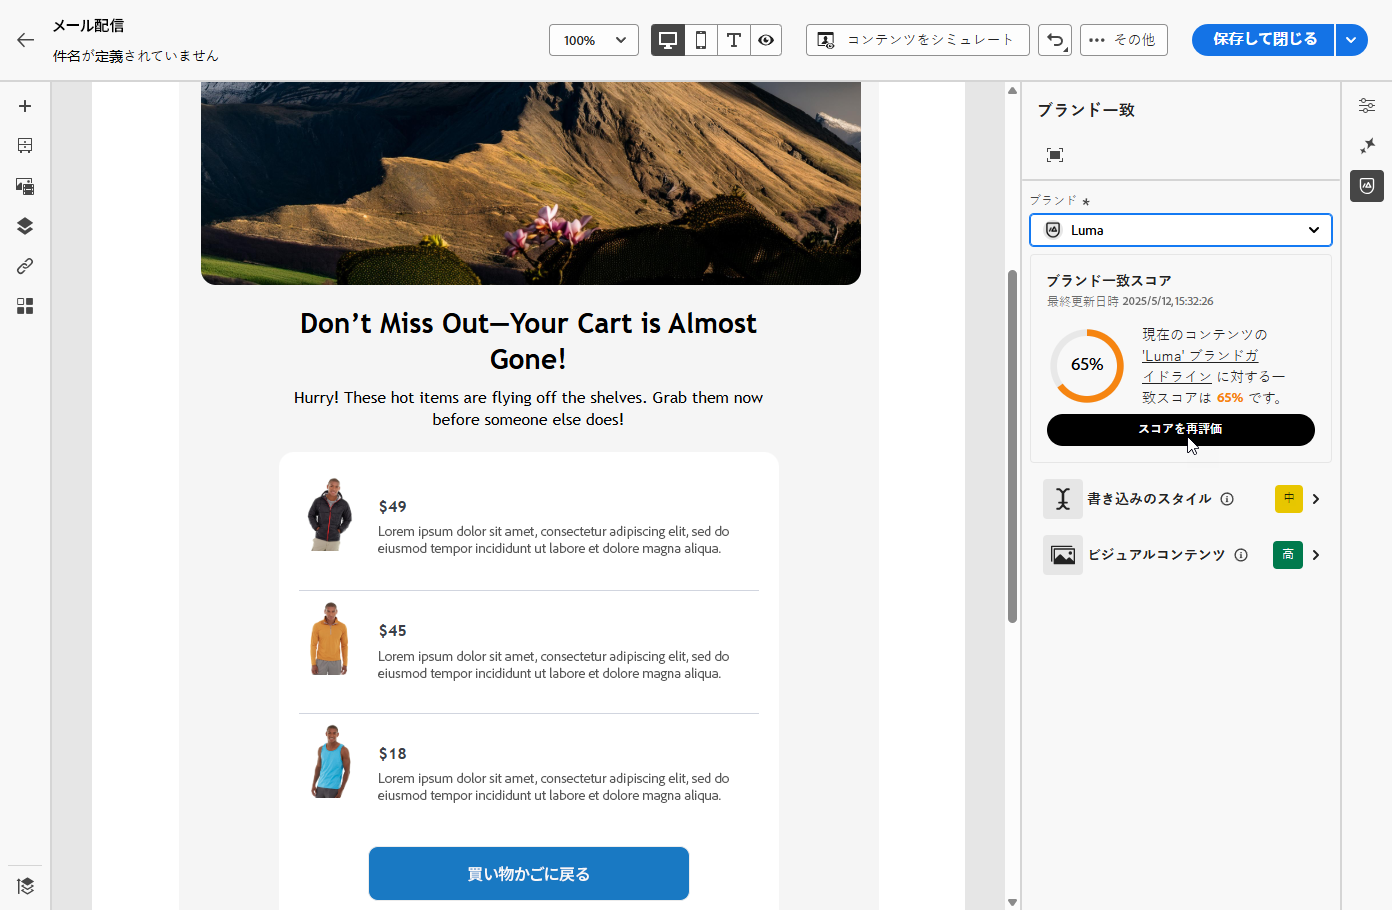 メール配信
件名が定義されていません
100%
コンテンツをシミュレート
その他
保存して閉じる
Don’t Miss Out—Your Cart is Almost
Gone!
Hurry! These hot items are flying off the shelves. Grab them now
before someone else does!
$49
Lorem ipsum dolor sit amet, consectetur adipiscing elit, sed do
eiusmod tempor incididunt ut labore et dolore magna aliqua.
$45
Lorem ipsum dolor sit amet, consectetur adipiscing elit, sed do
eiusmod tempor incididunt ut labore et dolore magna aliqua.
$18
Lorem ipsum dolor sit amet, consectetur adipiscing elit, sed do
eiusmod tempor incididunt ut labore et dolore magna aliqua.
買い物かごに戻る
ブランド一致
ブランド *
Luma
ブランド一致スコア
最終更新日時 2025/5/12, 15:32:26
65%
現在のコンテンツの
'Luma' ブランドガ
イドライン に対する一
致スコアは 65% です。
スコアを再評価
書き込みのスタイル
中
ビジュアルコンテンツ
高